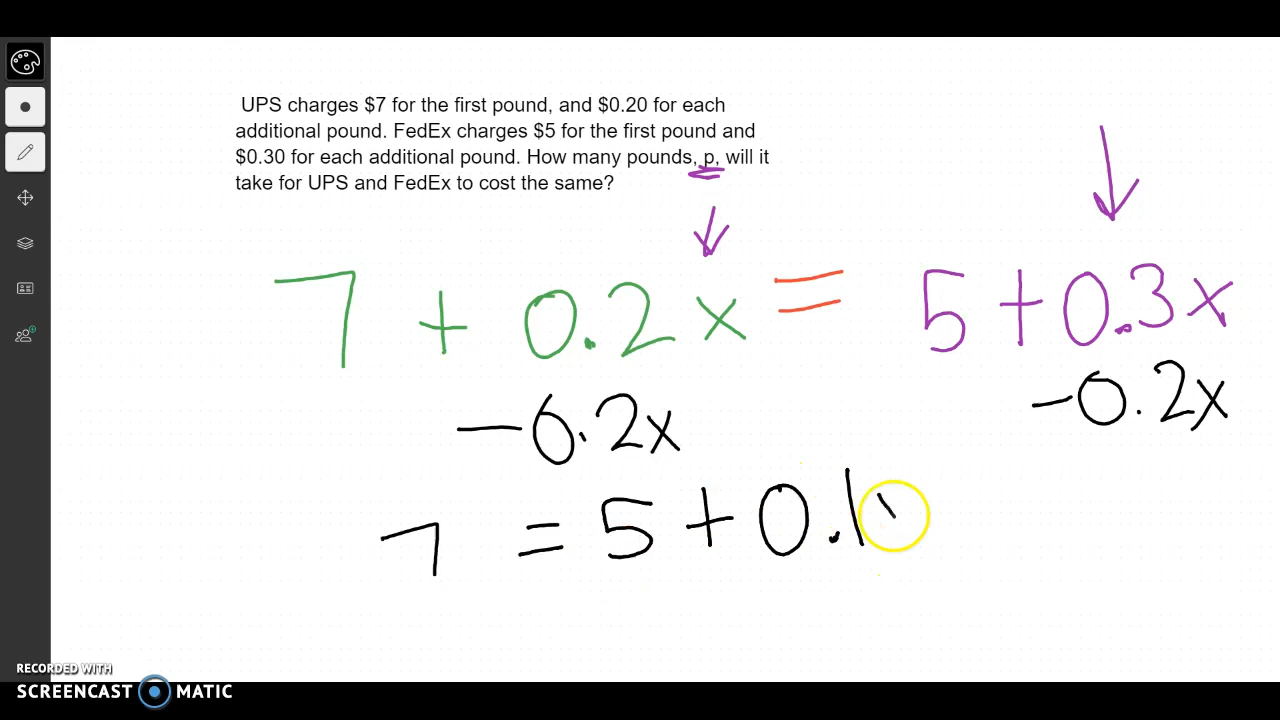 UPS charges $7 for the first pound, and $0.20 for each
additional pound. FedEx charges $5 for the first pound and
$0.30 for each additional pound. How many pounds, p, will it
take for UPS and FedEx to cost the same?
7 + 0.2x = 5 + 0.3x
-0.2x -0.2x
7 = 5 + 0.1
RECORDED WITH
SCREENCAST MATIC